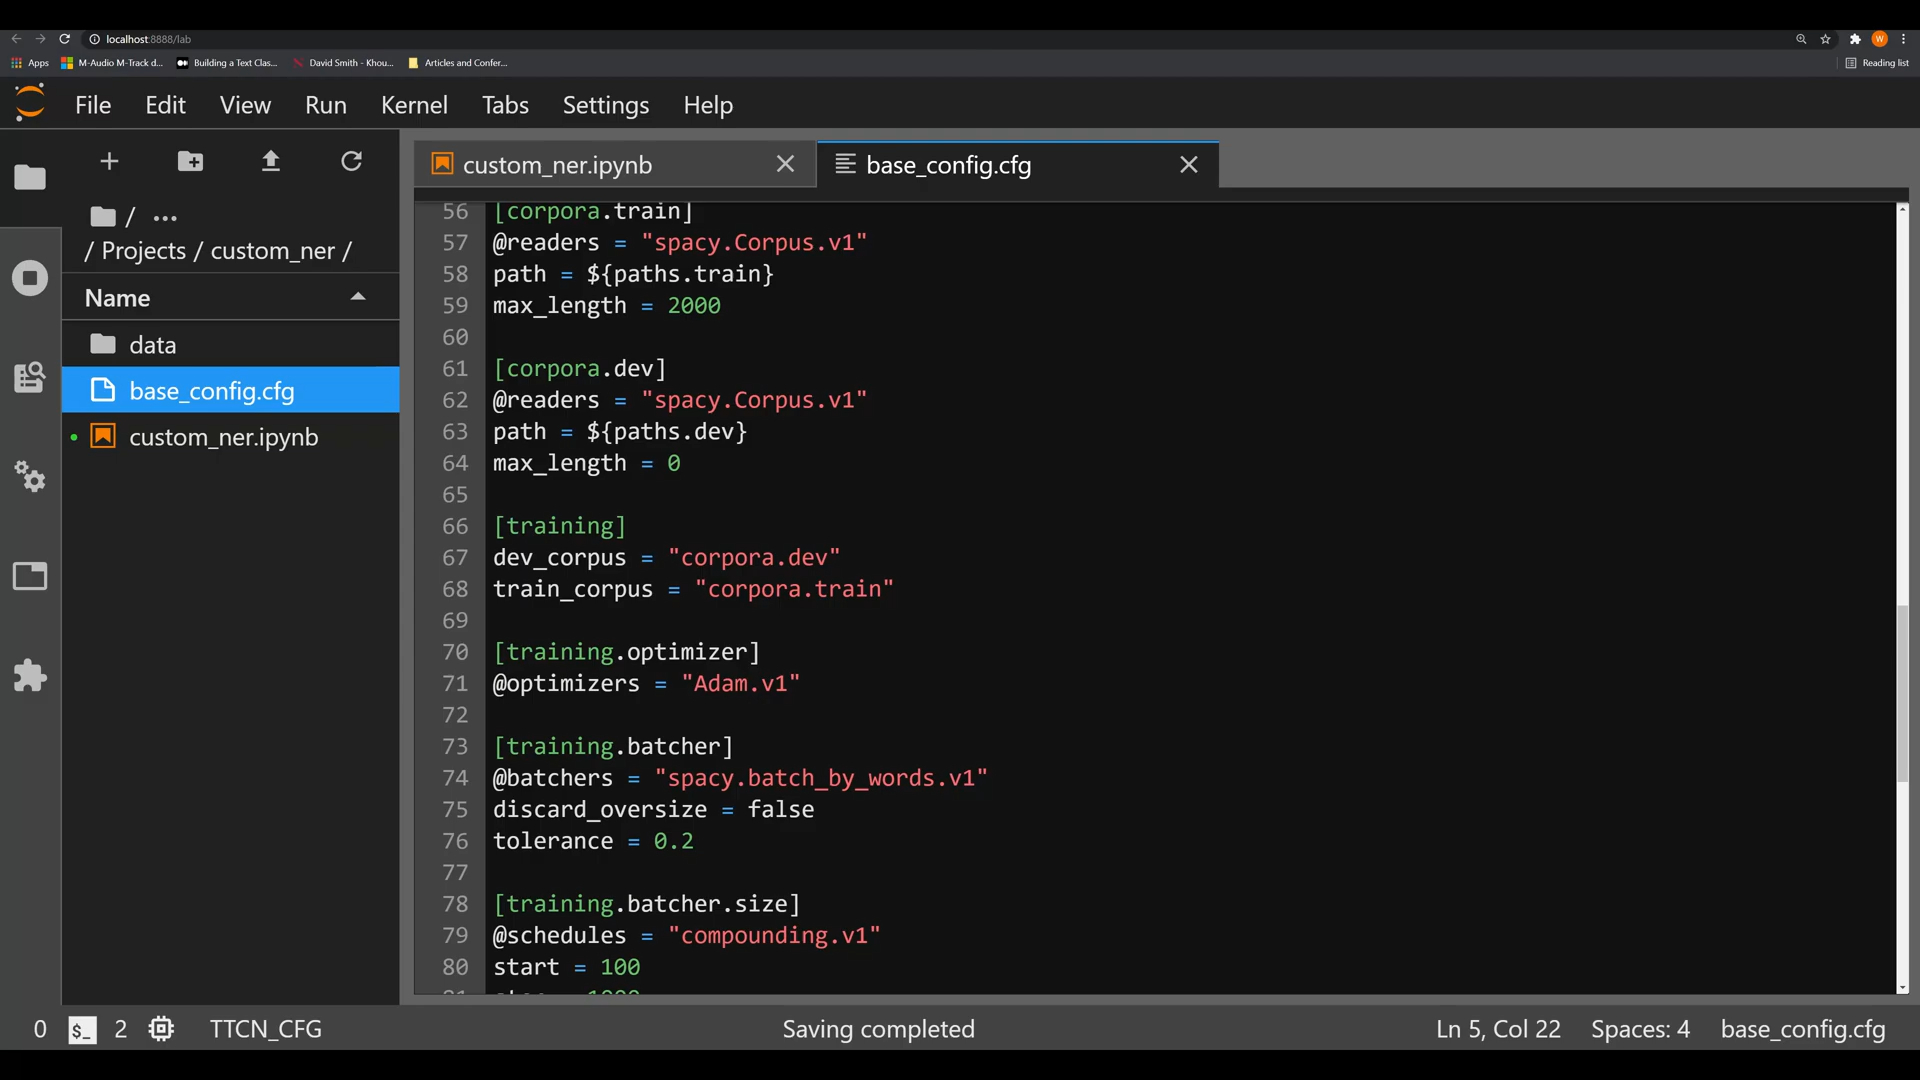 localhost:8888/lab
Apps
M-Audio M-Track d...
Building a Text Clas...
David Smith - Khou...
Articles and Confer...
Reading list
W
File
Edit
View
Run
Kernel
Tabs
Settings
Help
custom_ner.ipynb
base_config.cfg
/ ...
/ Projects / custom_ner /
Name
data
base_config.cfg
custom_ner.ipynb
56 [corpora.train]
57 @readers = "spacy.Corpus.v1"
58 path = ${paths.train}
59 max_length = 2000
60
61 [corpora.dev]
62 @readers = "spacy.Corpus.v1"
63 path = ${paths.dev}
64 max_length = 0
65
66 [training]
67 dev_corpus = "corpora.dev"
68 train_corpus = "corpora.train"
69
70 [training.optimizer]
71 @optimizers = "Adam.v1"
72
73 [training.batcher]
74 @batchers = "spacy.batch_by_words.v1"
75 discard_oversize = false
76 tolerance = 0.2
77
78 [training.batcher.size]
79 @schedules = "compounding.v1"
80 start = 100
0
$_
2
TTCN_CFG
Saving completed
Ln 5, Col 22
Spaces: 4
base_config.cfg